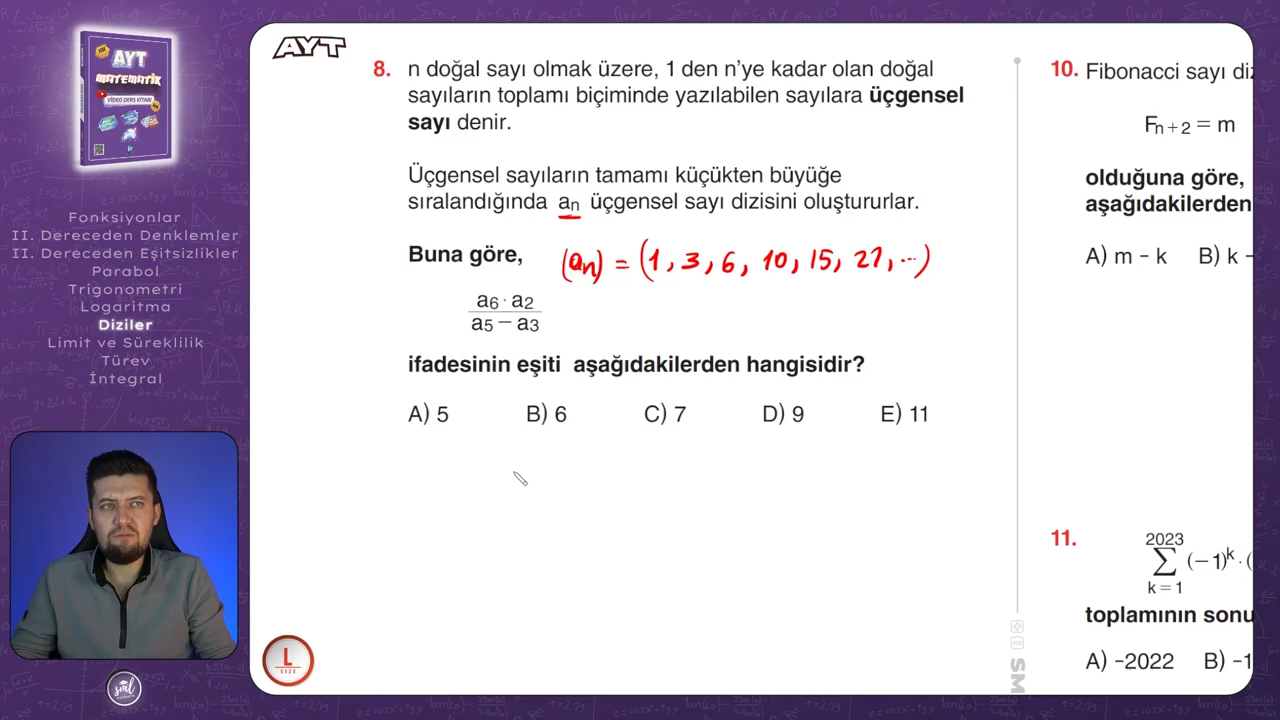 AYT
MATEMATİK
VİDEO DERS KİTABI
Fonksiyonlar
II. Dereceden Denklemler
II. Dereceden Eşitsizlikler
Parabol
Trigonometri
Logaritma
Diziler
Limit ve Süreklilik
Türev
İntegral
L
SIZE
sml
AYT
8. n doğal sayı olmak üzere, 1 den n'ye kadar olan doğal
sayıların toplamı biçiminde yazılabilen sayılara üçgensel
sayı denir.
Üçgensel sayıların tamamı küçükten büyüğe
sıralandığında aₙ üçgensel sayı dizisini oluştururlar.
Buna göre, (aₙ) = (1, 3, 6, 10, 15, 21, ...)
a₆ · a₂
a₅ − a₃
ifadesinin eşiti aşağıdakilerden hangisidir?
A) 5 B) 6 C) 7 D) 9 E) 11
SM
10. Fibonacci sayı diz
Fₙ₊₂ = m
olduğuna göre,
aşağıdakilerden
A) m − k B) k −
11.
2023
∑ (−1)ᵏ · (
k = 1
toplamının sonu
A) −2022 B) −1